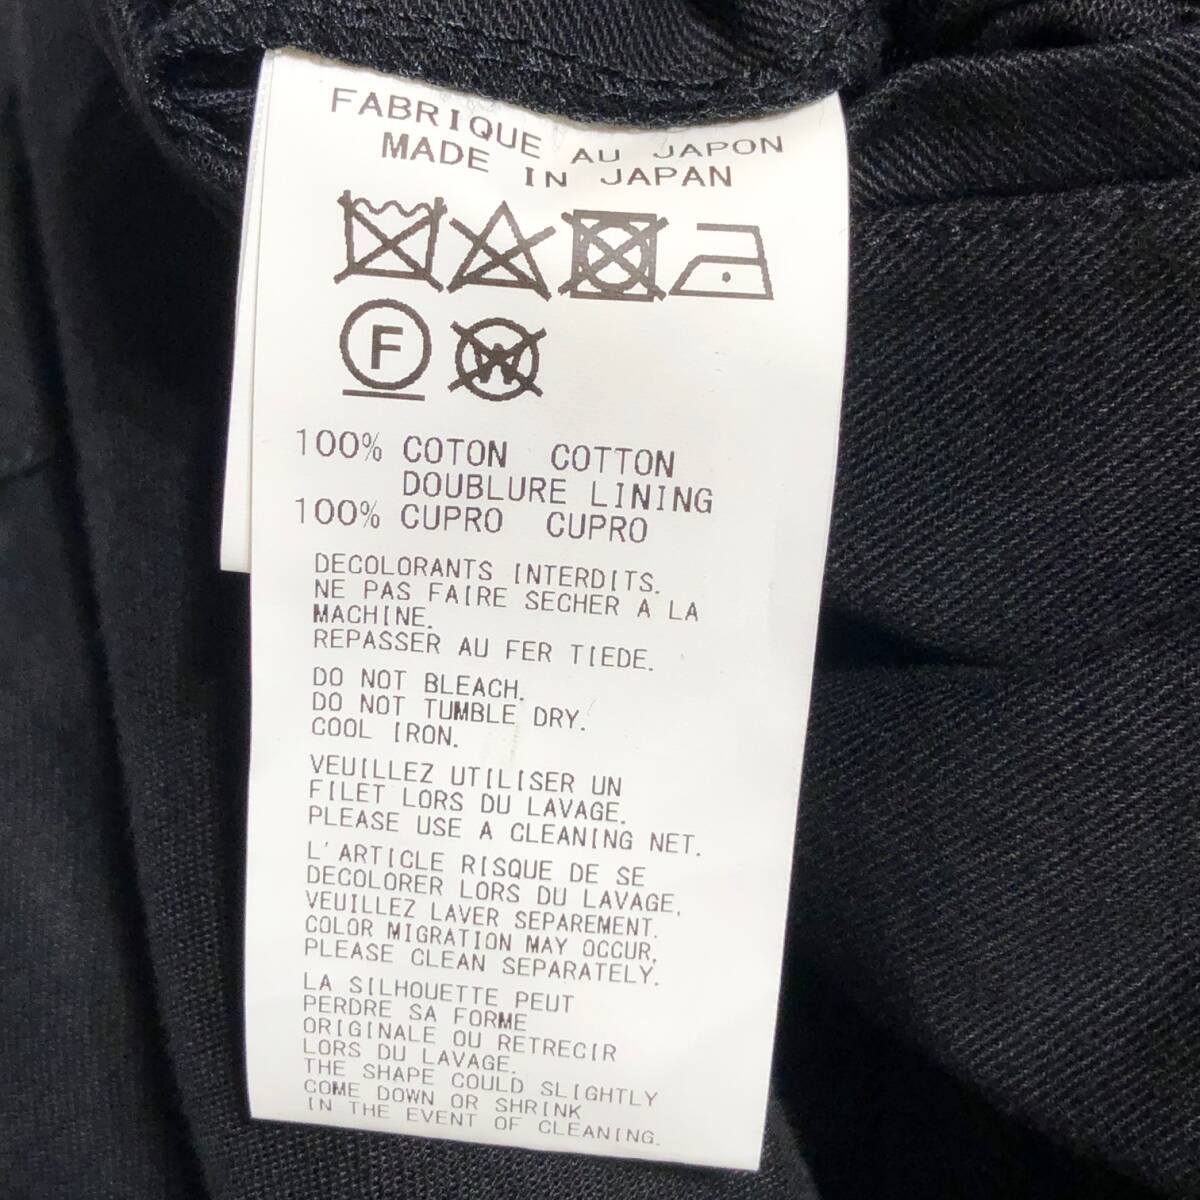 FABRIQUE AU JAPON
MADE IN JAPAN
F W
100% COTON COTTON
DOUBLURE LINING
100% CUPRO CUPRO
DECOLORANTS INTERDITS.
NE PAS FAIRE SECHER A LA
MACHINE.
REPASSER AU FER TIEDE.
DO NOT BLEACH.
DO NOT TUMBLE DRY.
COOL IRON.
VEUILLEZ UTILISER UN
FILET LORS DU LAVAGE.
PLEASE USE A CLEANING NET.
L'ARTICLE RISQUE DE SE
DECOLORER LORS DU LAVAGE,
VEUILLEZ LAVER SEPAREMENT.
COLOR MIGRATION MAY OCCUR,
PLEASE CLEAN SEPARATELY.
LA SILHOUETTE PEUT
PERDRE SA FORME
ORIGINALE OU RETRECIR
LORS DU LAVAGE.
THE SHAPE COULD SLIGHTLY
COME DOWN OR SHRINK
IN THE EVENT OF CLEANING.